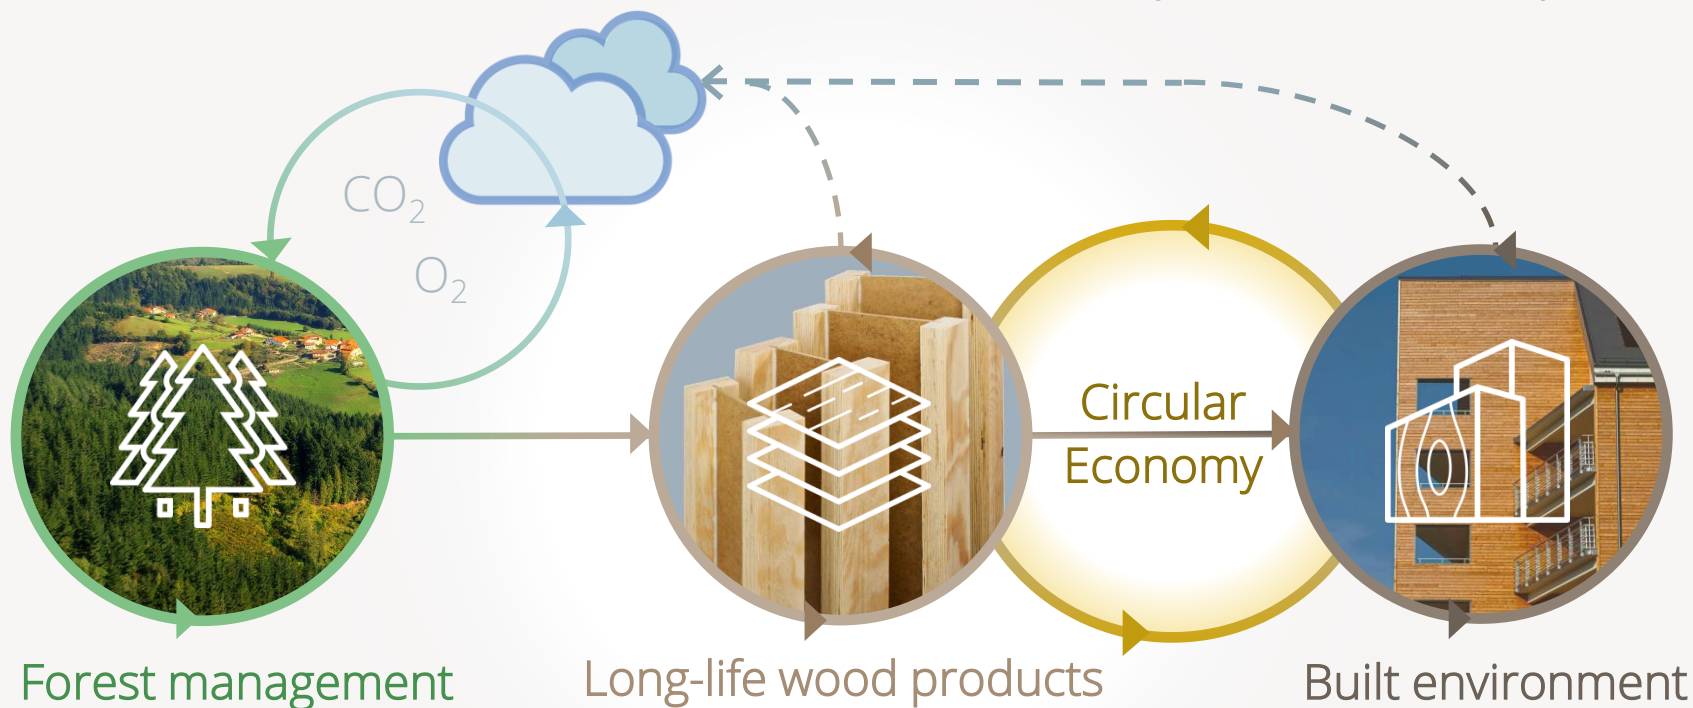 CO₂
O₂
Circular
Economy
Forest management
Long-life wood products
Built environment